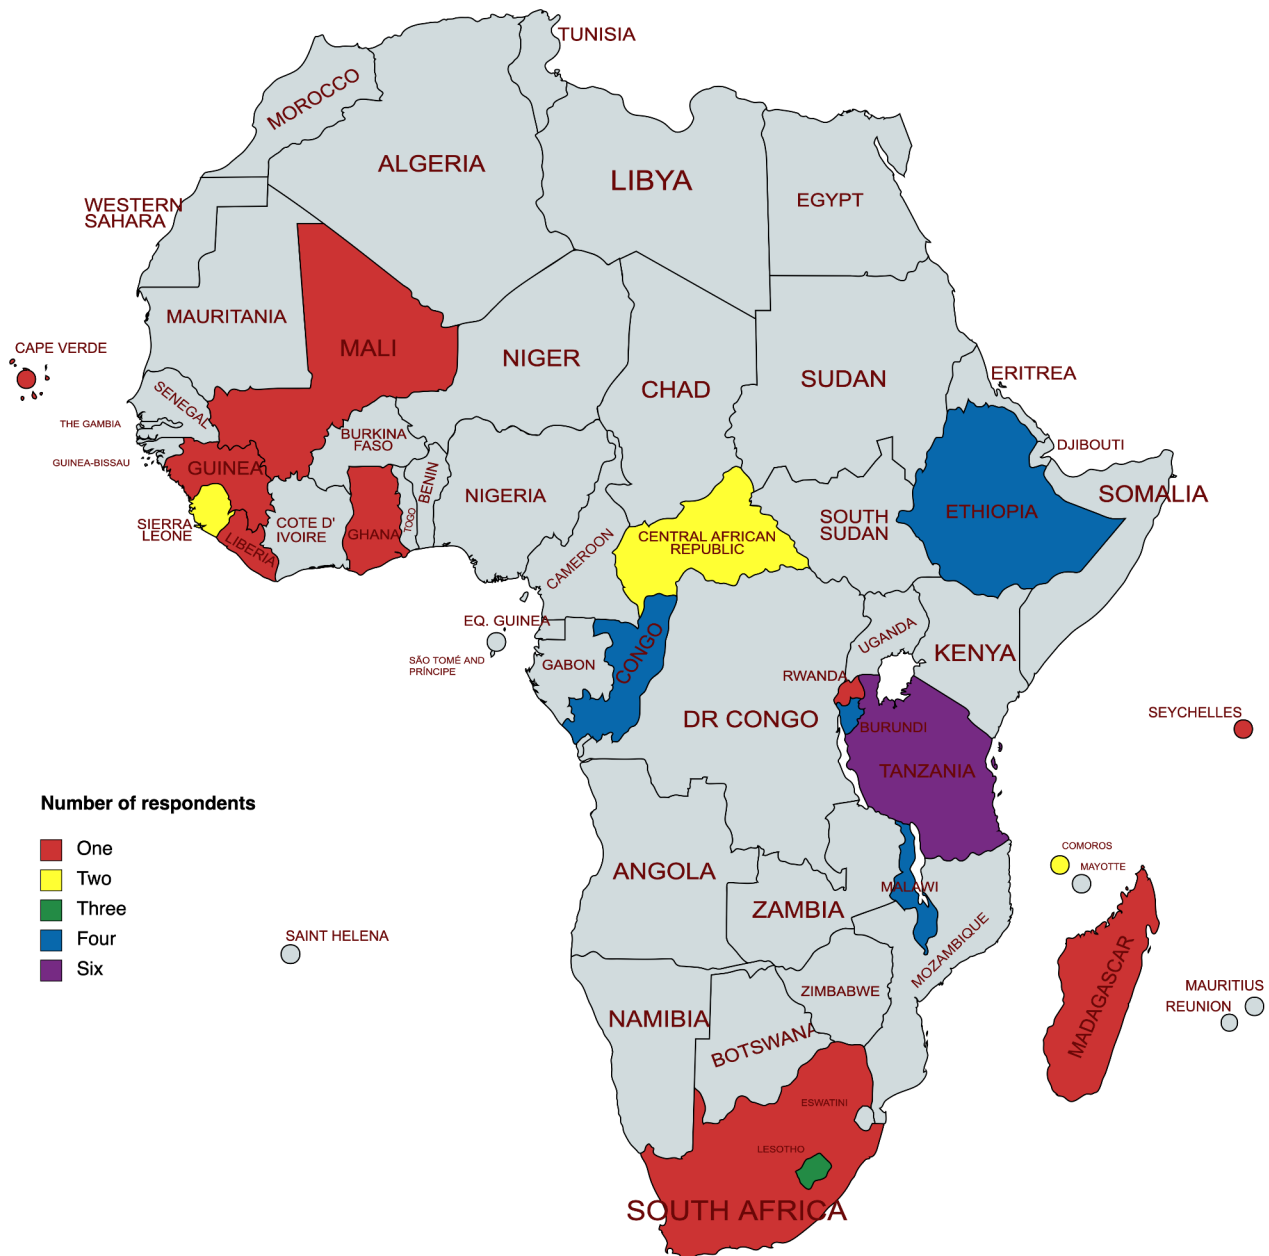 TUNISIA
MOROCCO
ALGERIA
LIBYA
EGYPT
WESTERN
SAHARA
MAURITANIA
MALI
NIGER
CHAD
SUDAN
ERITREA
CAPE VERDE
SENEGAL
THE GAMBIA
GUINEA-BISSAU
GUINEA
BURKINA
FASO
BENIN
TOGO
NIGERIA
DJIBOUTI
SOMALIA
ETHIOPIA
SOUTH
SUDAN
SIERRA
LEONE
LIBERIA
COTE D'
IVOIRE
GHANA
CAMEROON
CENTRAL AFRICAN
REPUBLIC
EQ. GUINEA
SÃO TOMÉ AND
PRÍNCIPE
GABON
CONGO
UGANDA
KENYA
RWANDA
DR CONGO
BURUNDI
TANZANIA
SEYCHELLES
Number of respondents
One
Two
Three
Four
Six
ANGOLA
ZAMBIA
MALAWI
COMOROS
MAYOTTE
SAINT HELENA
MOZAMBIQUE
MADAGASCAR
MAURITIUS
REUNION
ZIMBABWE
NAMIBIA
BOTSWANA
ESWATINI
LESOTHO
SOUTH AFRICA